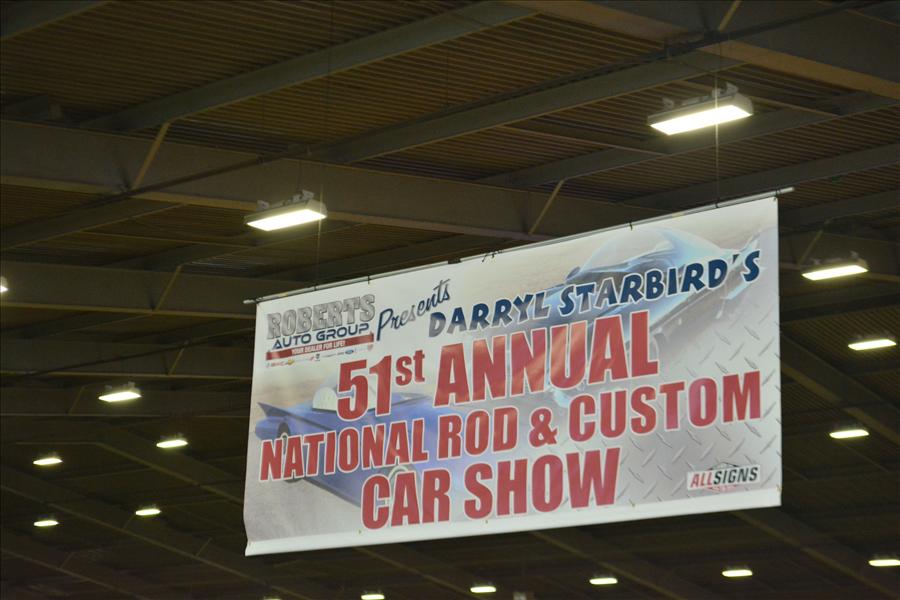 ROBERTS
AUTO GROUP
YOUR DEALER FOR LIFE!
Presents
DARRYL STARBIRD'S
51st ANNUAL
NATIONAL ROD & CUSTOM
CAR SHOW
ALLSIGNS